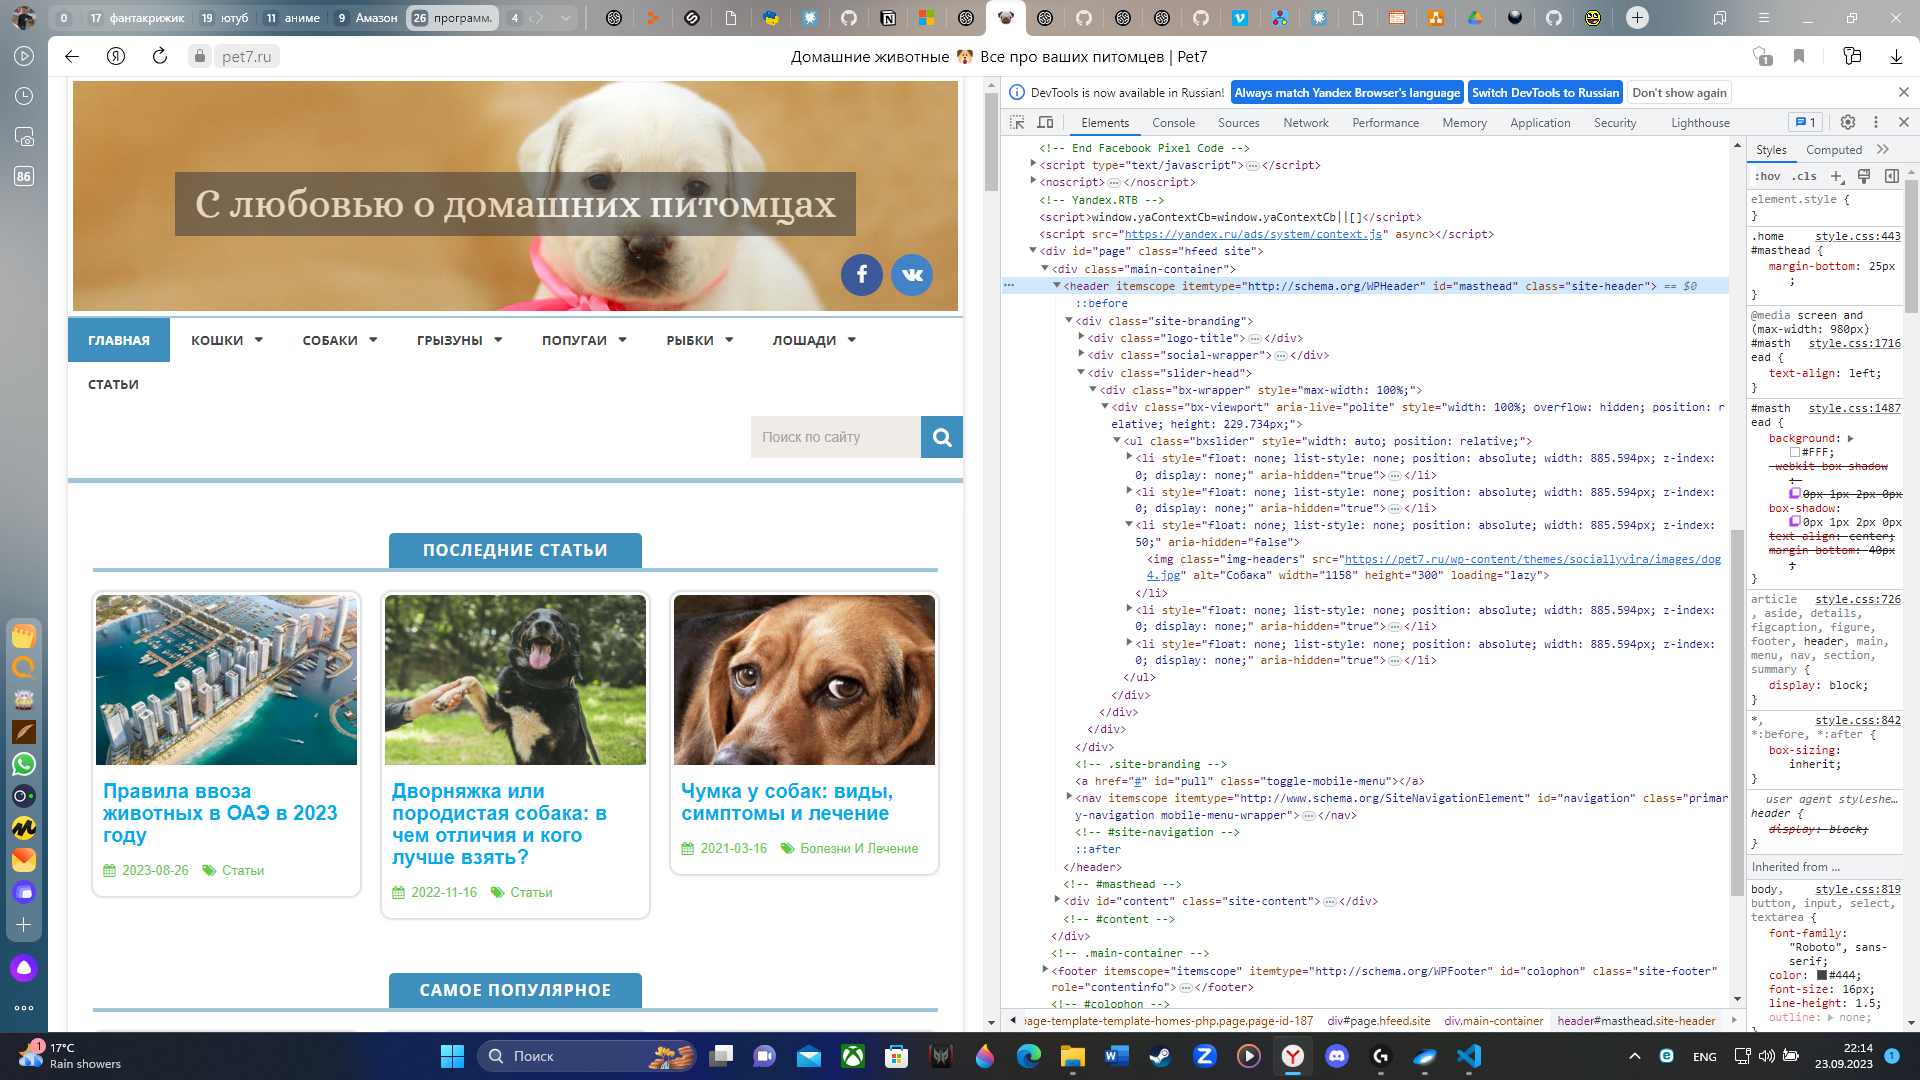 0
17 фантакрижик
19 ютуб
11 аниме
9 Амазон
26 программ.
4
pet7.ru
Домашние животные 🐶 Все про ваших питомцев | Pet7
1
86
С любовью о домашних питомцах
ГЛАВНАЯ
КОШКИ
СОБАКИ
ГРЫЗУНЫ
ПОПУГАИ
РЫБКИ
ЛОШАДИ
СТАТЬИ
Поиск по сайту
ПОСЛЕДНИЕ СТАТЬИ
Правила ввоза
животных в ОАЭ в 2023
году
2023-08-26 Статьи
Дворняжка или
породистая собака: в
чем отличия и кого
лучше взять?
2022-11-16 Статьи
Чумка у собак: виды,
симптомы и лечение
2021-03-16 Болезни И Лечение
САМОЕ ПОПУЛЯРНОЕ
DevTools is now available in Russian!
Always match Yandex Browser's language
Switch DevTools to Russian
Don't show again
Elements
Console
Sources
Network
Performance
Memory
Application
Security
Lighthouse
1
<!-- End Facebook Pixel Code -->
<script type="text/javascript">…</script>
<noscript>…</noscript>
<!-- Yandex.RTB -->
<script>window.yaContextCb=window.yaContextCb||[]</script>
<script src="https://yandex.ru/ads/system/context.js" async></script>
<div id="page" class="hfeed site">
<div class="main-container">
<header itemscope itemtype="http://schema.org/WPHeader" id="masthead" class="site-header"> == $0
::before
<div class="site-branding">
<div class="logo-title">…</div>
<div class="social-wrapper">…</div>
<div class="slider-head">
<div class="bx-wrapper" style="max-width: 100%;">
<div class="bx-viewport" aria-live="polite" style="width: 100%; overflow: hidden; position: r
elative; height: 229.734px;">
<ul class="bxslider" style="width: auto; position: relative;">
<li style="float: none; list-style: none; position: absolute; width: 885.594px; z-index:
0; display: none;" aria-hidden="true">…</li>
<li style="float: none; list-style: none; position: absolute; width: 885.594px; z-index:
0; display: none;" aria-hidden="true">…</li>
<li style="float: none; list-style: none; position: absolute; width: 885.594px; z-index:
50;" aria-hidden="false">
<img class="img-headers" src="https://pet7.ru/wp-content/themes/sociallyvira/images/dog
4.jpg" alt="Собака" width="1158" height="300" loading="lazy">
</li>
<li style="float: none; list-style: none; position: absolute; width: 885.594px; z-index:
0; display: none;" aria-hidden="true">…</li>
<li style="float: none; list-style: none; position: absolute; width: 885.594px; z-index:
0; display: none;" aria-hidden="true">…</li>
</ul>
</div>
</div>
</div>
</div>
<!-- .site-branding -->
<a href="#" id="pull" class="toggle-mobile-menu"></a>
<nav itemscope itemtype="http://www.schema.org/SiteNavigationElement" id="navigation" class="primar
y-navigation mobile-menu-wrapper">…</nav>
<!-- #site-navigation -->
::after
</header>
<!-- #masthead -->
<div id="content" class="site-content">…</div>
<!-- #content -->
</div>
<!-- .main-container -->
<footer itemscope="itemscope" itemtype="http://schema.org/WPFooter" id="colophon" class="site-footer"
role="contentinfo">…</footer>
<!-- #colophon -->
page-template-template-homes-php.page.page-id-187 div#page.hfeed.site div.main-container header#masthead.site-header
Styles
Computed
:hov .cls
element.style {
}
.home style.css:443
#masthead {
margin-bottom: 25px
;
}
@media screen and
(max-width: 980px)
#masth style.css:1716
ead {
text-align: left;
}
#masth style.css:1487
ead {
background:
#FFF;
-webkit-box-shadow
:
0px 1px 2px 0px
box-shadow:
0px 1px 2px 0px
text-align: center;
margin-bottom: 40px
;
}
article style.css:726
, aside, details,
figcaption, figure,
footer, header, main,
menu, nav, section,
summary {
display: block;
}
*, style.css:842
*:before, *:after {
box-sizing:
inherit;
}
user agent styleshe…
header {
display: block;
}
Inherited from ...
body, style.css:819
button, input, select,
textarea {
font-family:
"Roboto", sans-
serif;
color: #444;
font-size: 16px;
line-height: 1.5;
outline: none;
1
17°C
Rain showers
Поиск
ENG
22:14
23.09.2023
1